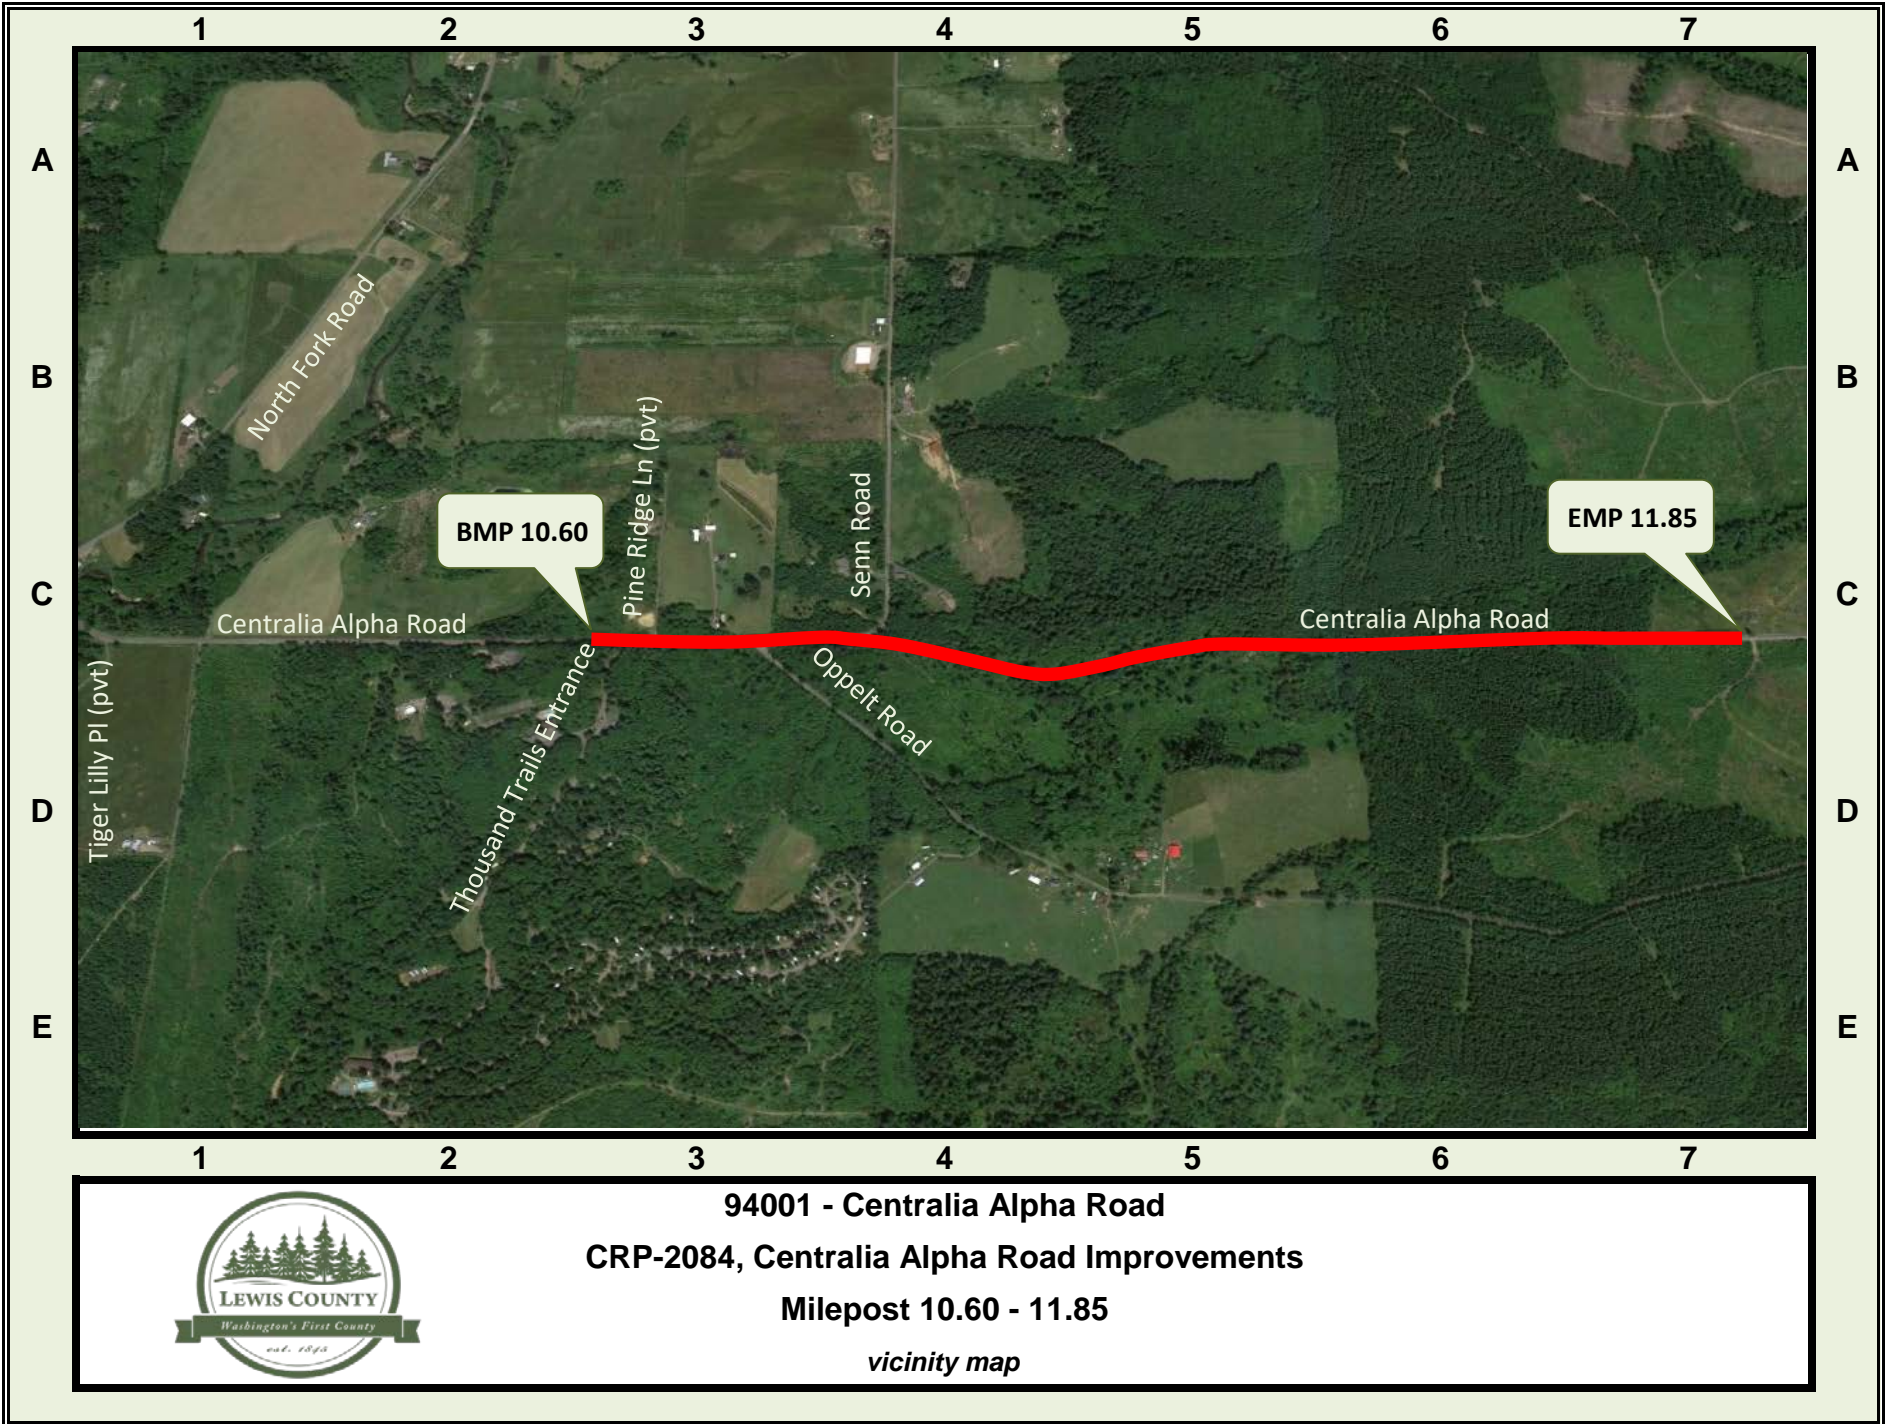 1 2 3 4 5 6 7
A A
North Fork Road
B B
Pine Ridge Ln (pvt)
Senn Road
BMP 10.60
EMP 11.85
C C
Centralia Alpha Road
Centralia Alpha Road
Tiger Lilly Pl (pvt)
Thousand Trails Entrance
Oppelt Road
D D
E E
1 2 3 4 5 6 7
94001 - Centralia Alpha Road
CRP-2084, Centralia Alpha Road Improvements
Milepost 10.60 - 11.85
vicinity map
LEWIS COUNTY
Washington's First County
est. 1845